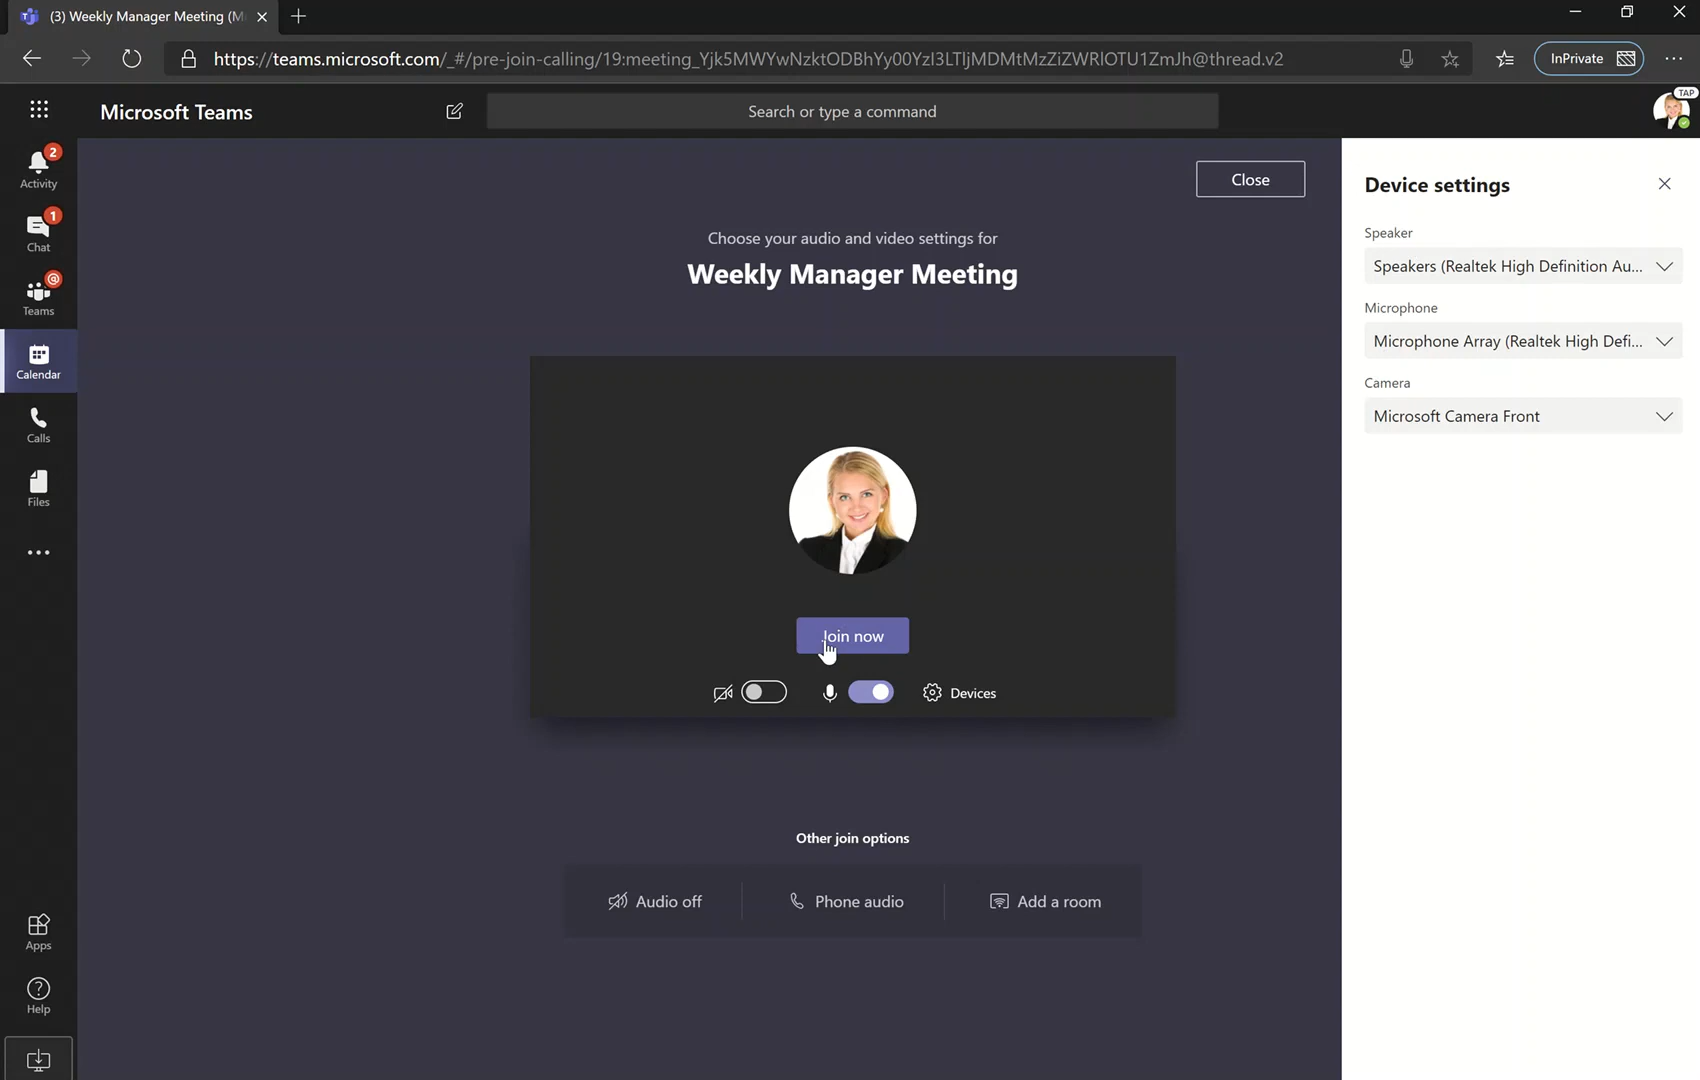 (3) Weekly Manager Meeting (M
https://teams.microsoft.com/_#/pre-join-calling/19:meeting_Yjk5MWYwNzktODBhYy00YzI3LTljMDMtMzZiZWRlOTU1ZmJh@thread.v2
InPrivate
Microsoft Teams
Search or type a command
TAP
2
Activity
1
Chat
@
Teams
Calendar
Calls
Files
Apps
Help
Close
Choose your audio and video settings for
Weekly Manager Meeting
Join now
Devices
Other join options
Audio off
Phone audio
Add a room
Device settings
Speaker
Speakers (Realtek High Definition Au...
Microphone
Microphone Array (Realtek High Defi...
Camera
Microsoft Camera Front